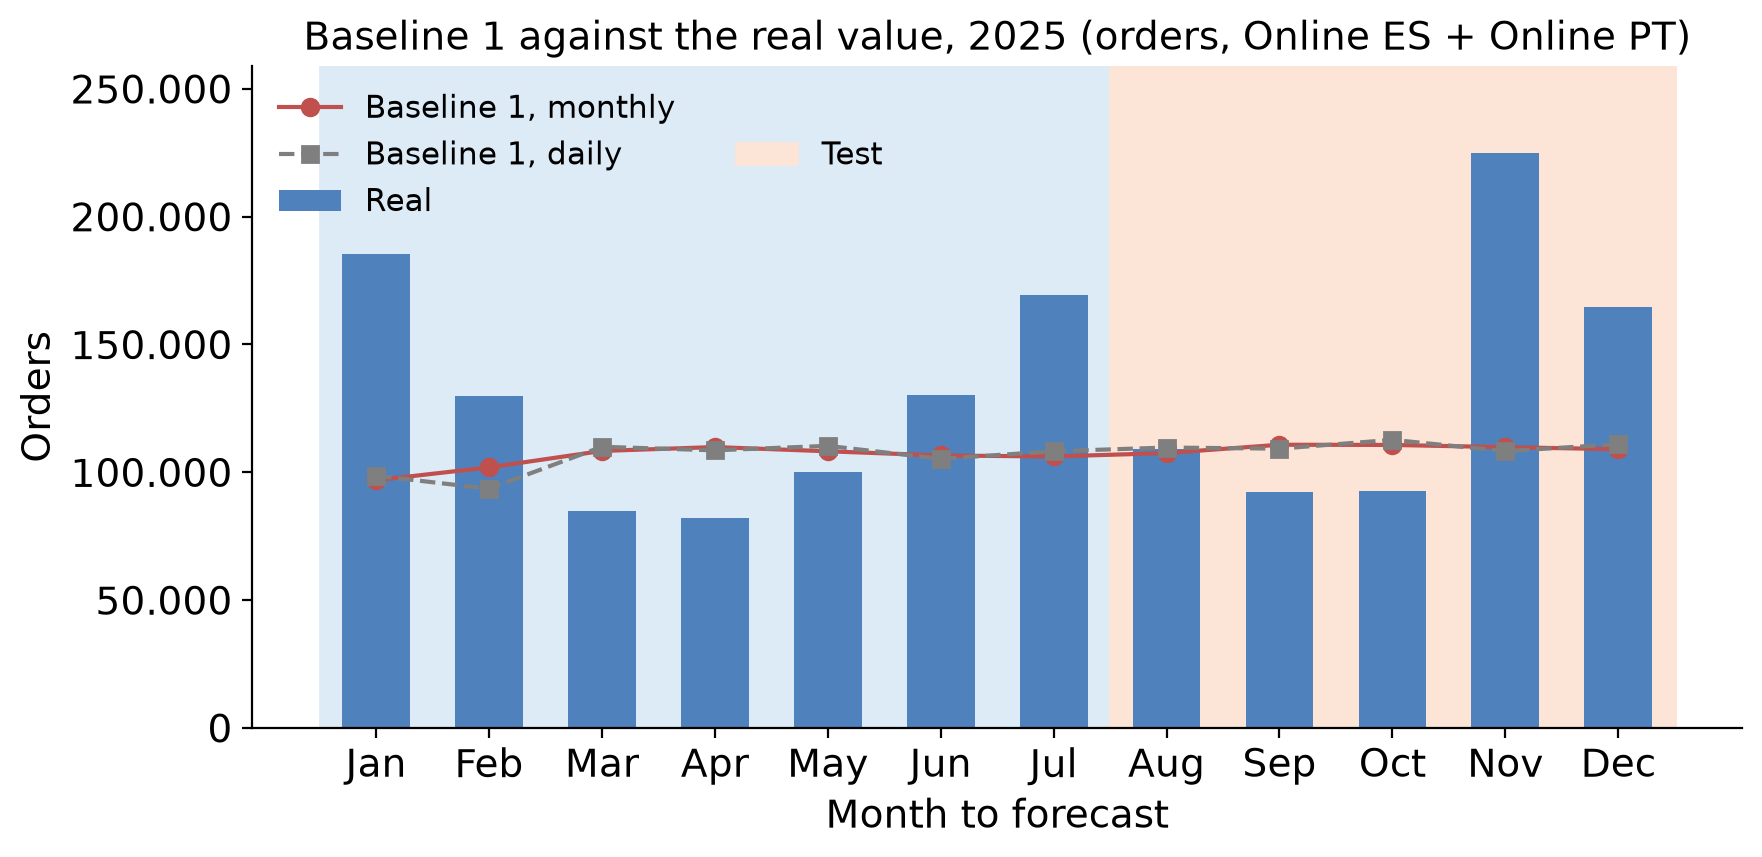 Baseline 1 against the real value, 2025 (orders, Online ES + Online PT)
250.000
200.000
150.000
100.000
50.000
0
Orders
Baseline 1, monthly
Baseline 1, daily
Real
Test
Jan Feb Mar Apr May Jun Jul Aug Sep Oct Nov Dec
Month to forecast